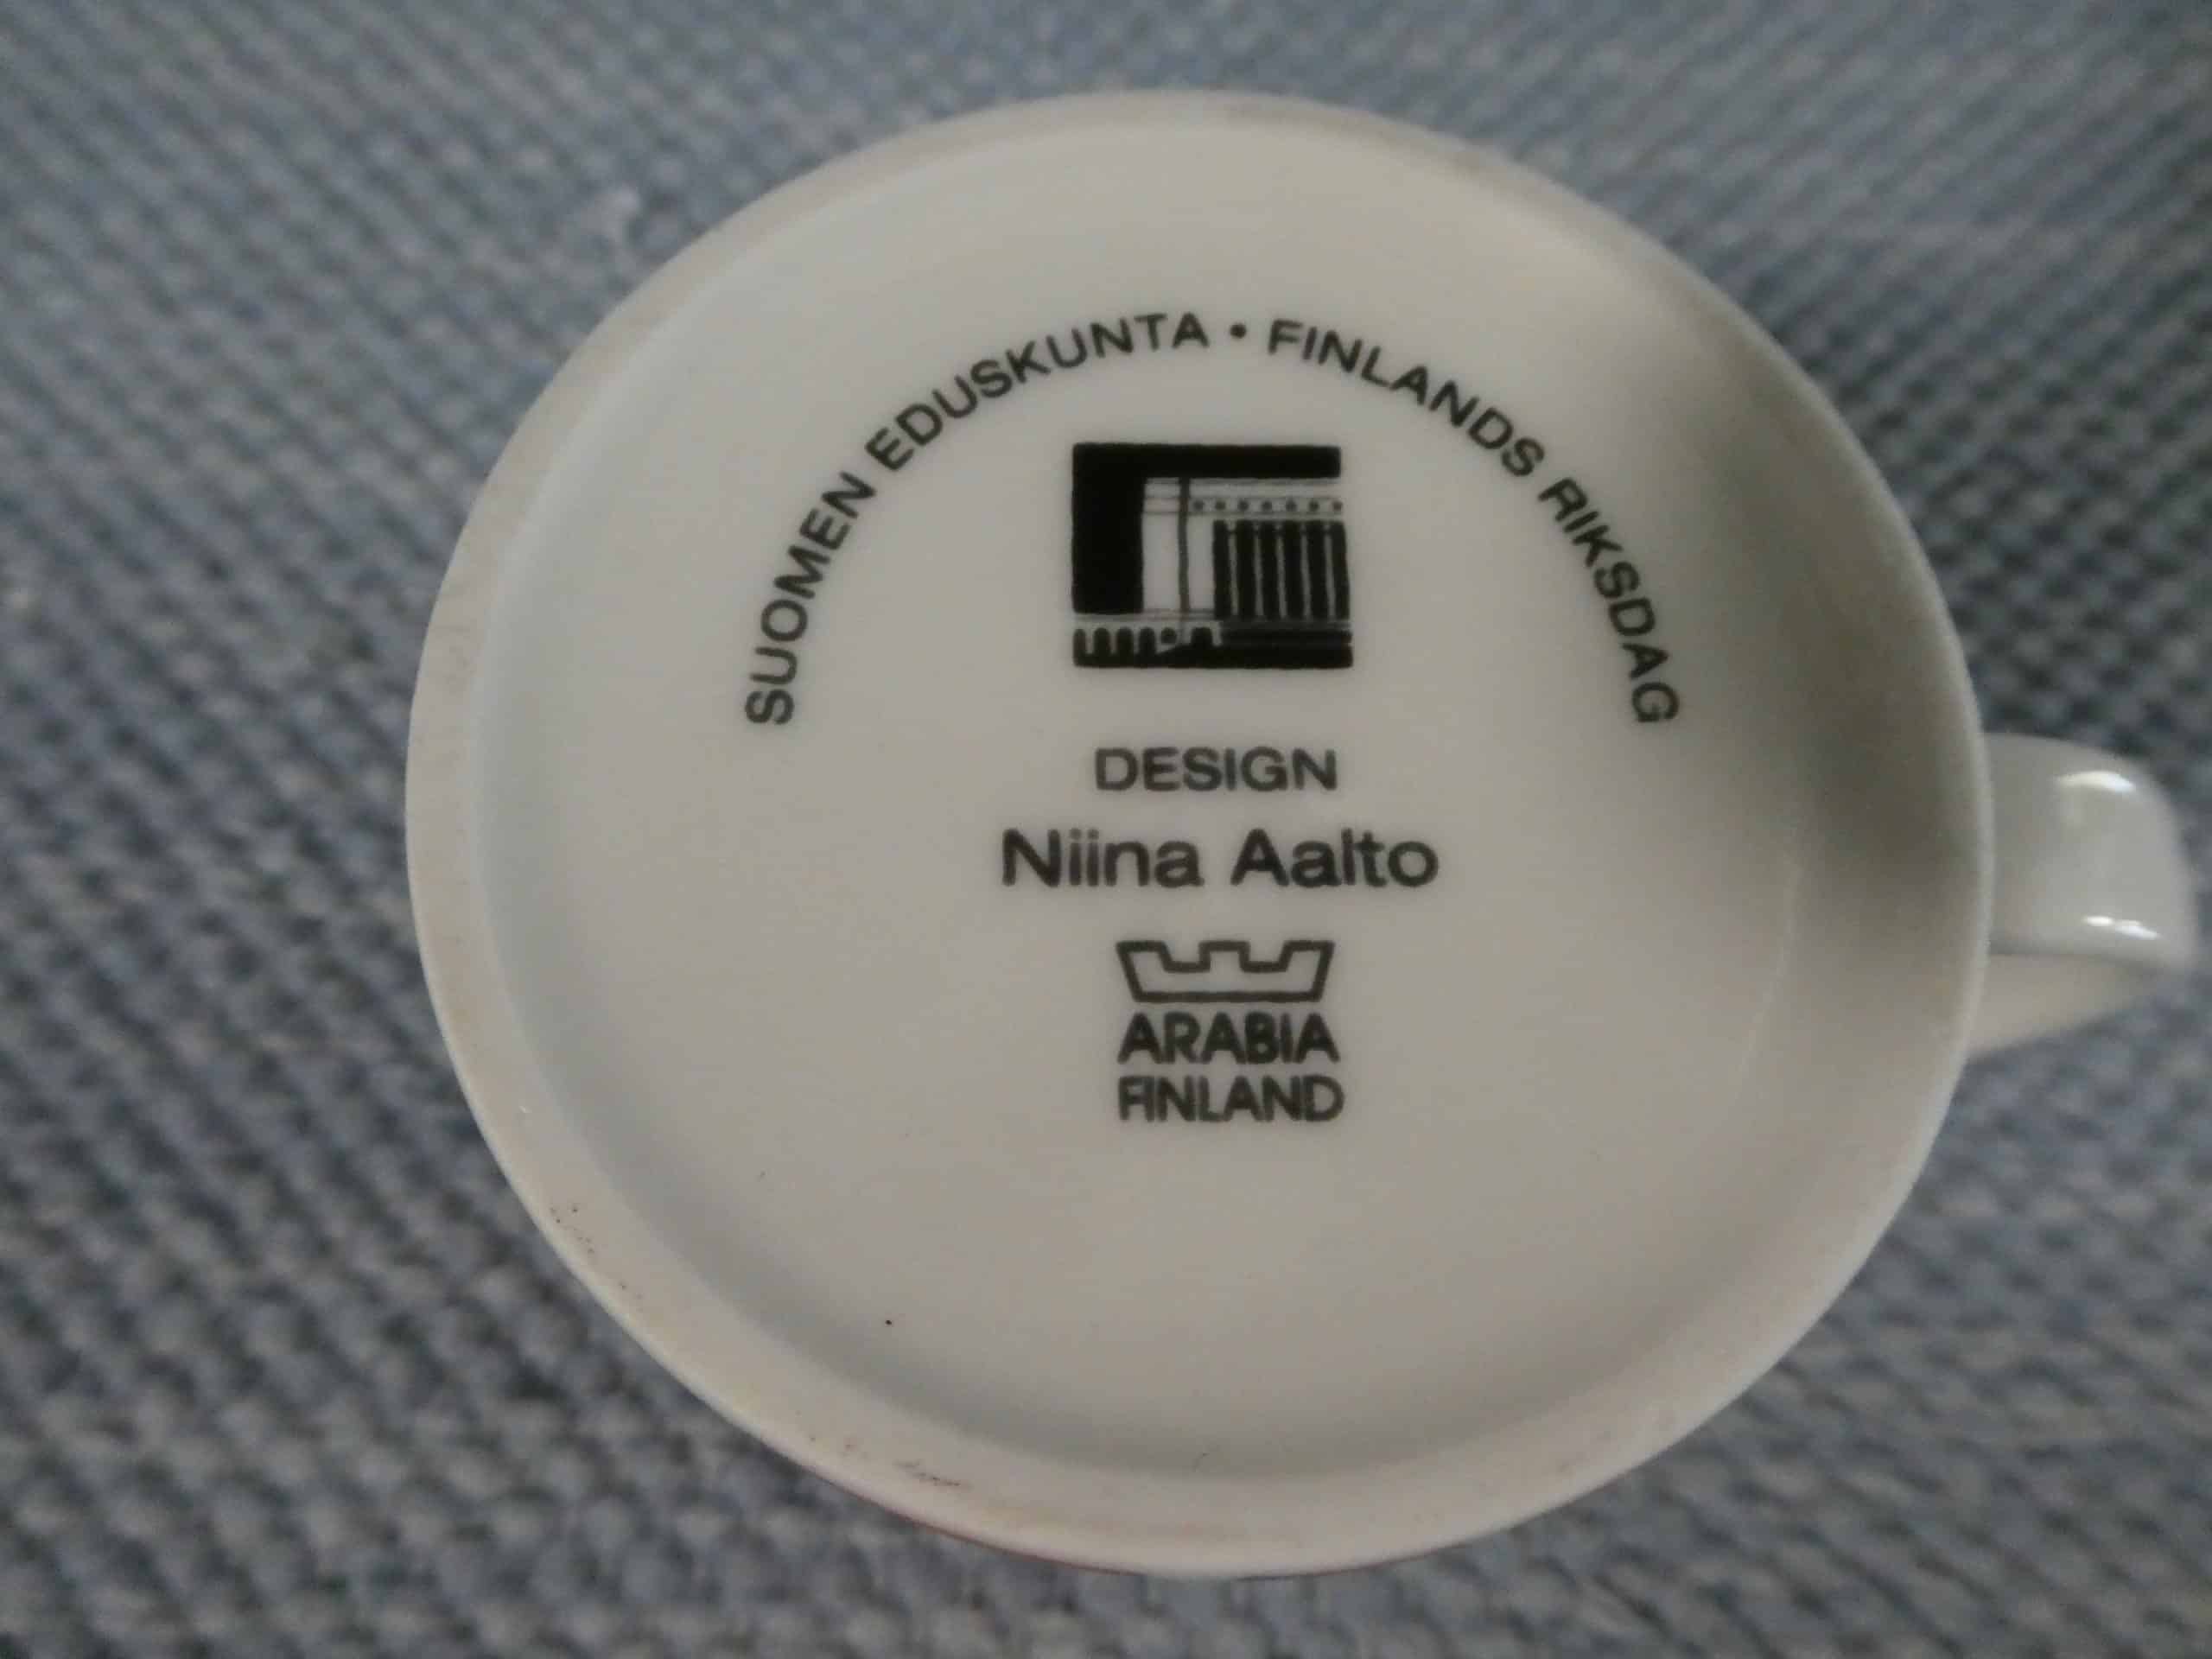 SUOMEN EDUSKUNTA • FINLANDS RIKSDAG
DESIGN
Niina Aalto
ARABIA
FINLAND